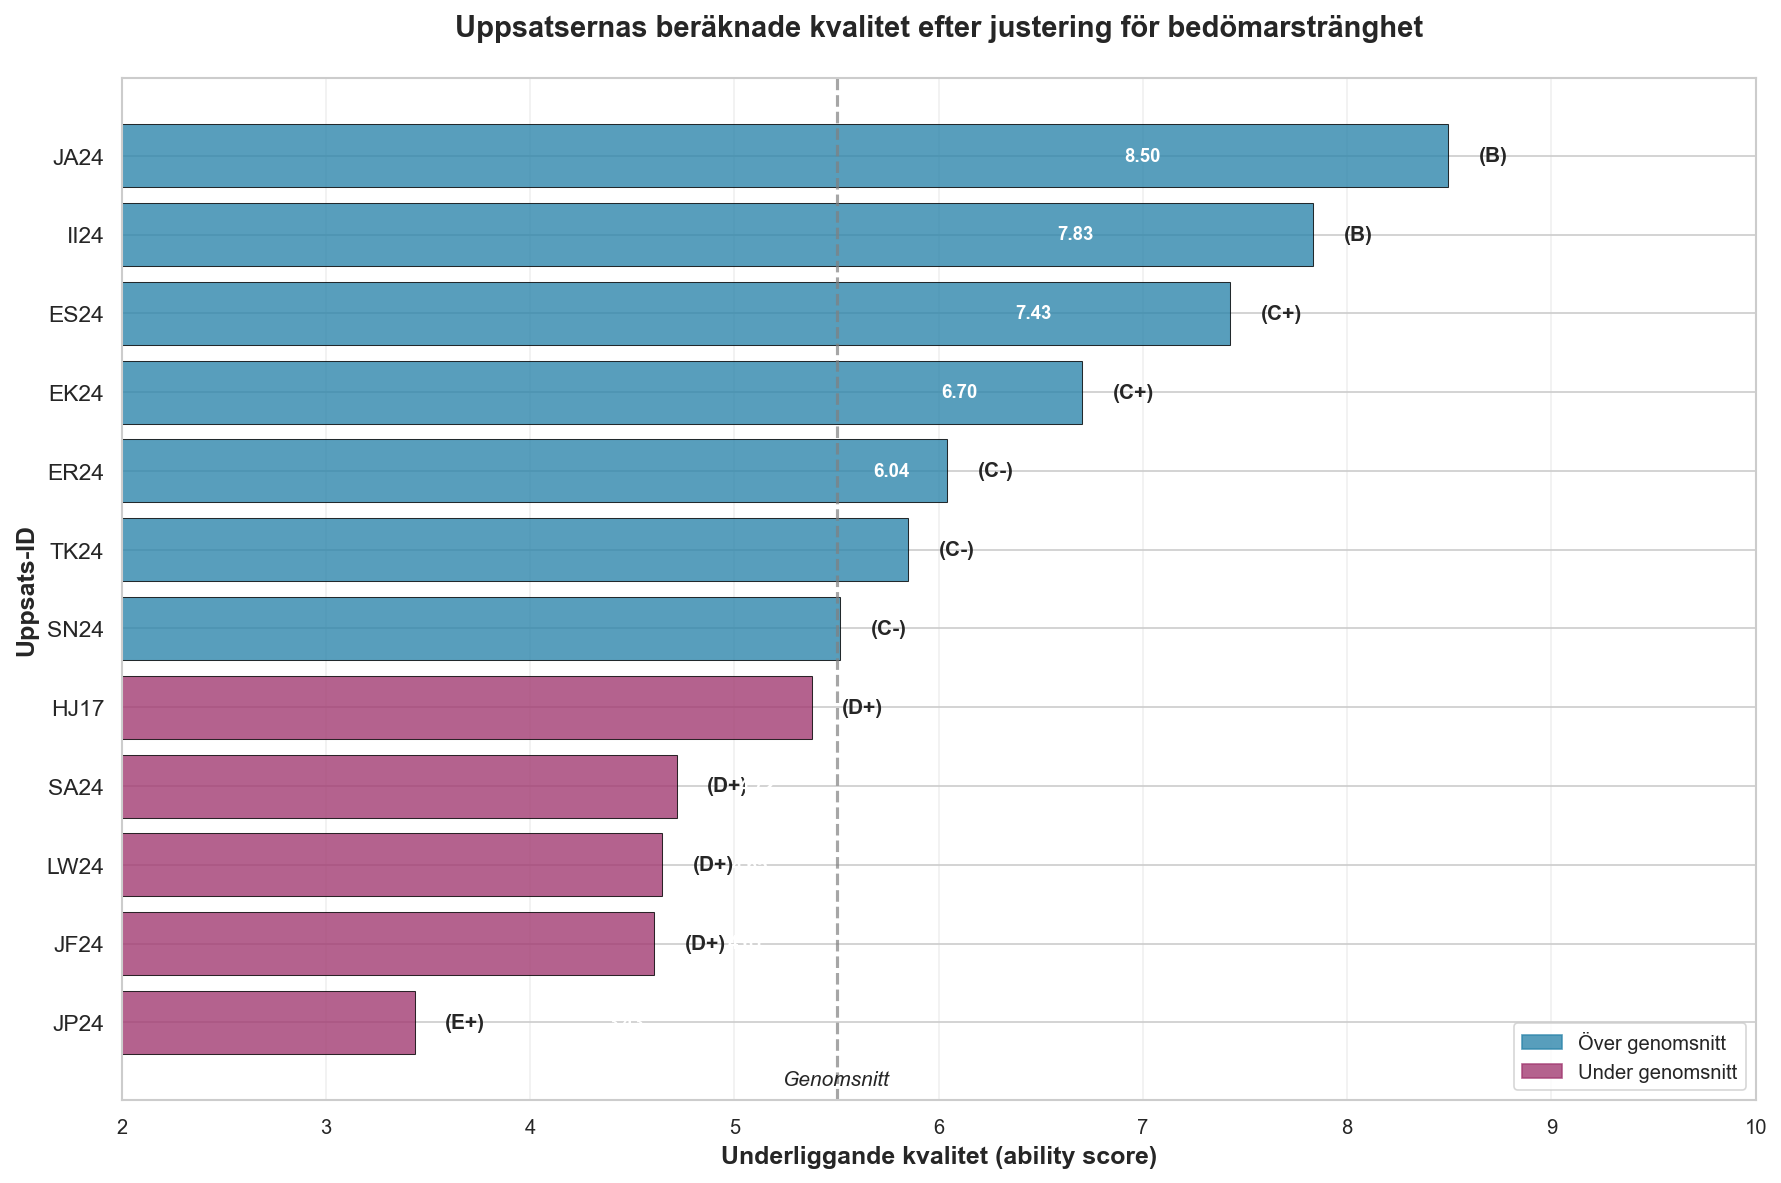 Uppsatsernas beräknade kvalitet efter justering för bedömarstränghet
Uppsats-ID
JA24 8.50 (B)
II24 7.83 (B)
ES24 7.43 (C+)
EK24 6.70 (C+)
ER24 6.04 (C-)
TK24 (C-)
SN24 (C-)
HJ17 (D+)
SA24 (D+)
LW24 (D+)
JF24 (D+)
JP24 (E+)
Genomsnitt
Över genomsnitt
Under genomsnitt
2 3 4 5 6 7 8 9 10
Underliggande kvalitet (ability score)